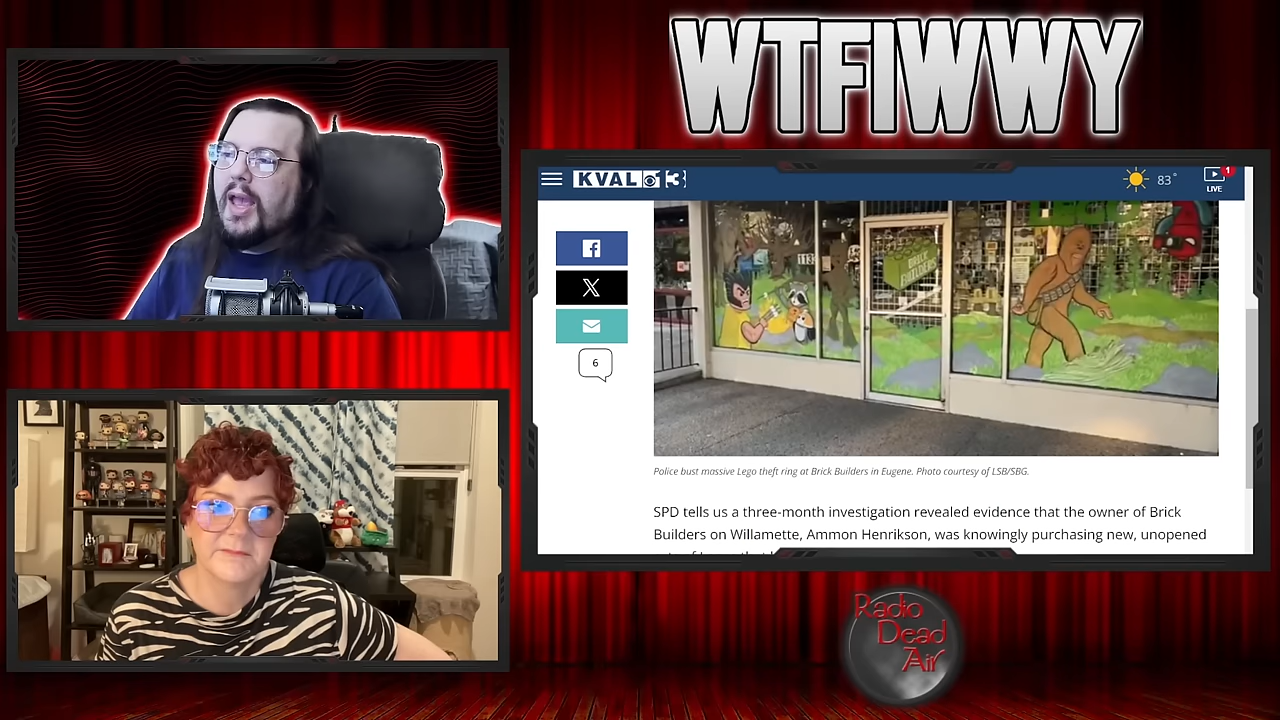 WTFIWWY
KVAL 13
83°
1
LIVE
BRICK
BUILDERS
6
Police bust massive Lego theft ring at Brick Builders in Eugene. Photo courtesy of LSB/SBG.
SPD tells us a three-month investigation revealed evidence that the owner of Brick
Builders on Willamette, Ammon Henrikson, was knowingly purchasing new, unopened
Radio
Dead
Air